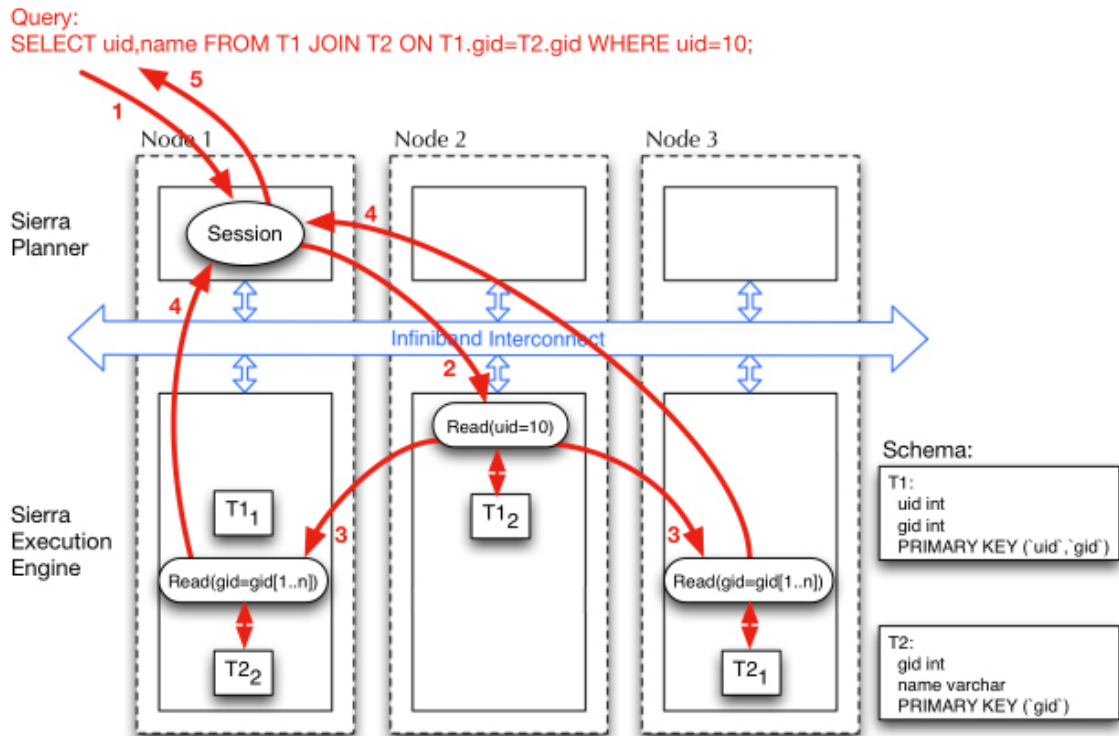 Query:
SELECT uid,name FROM T1 JOIN T2 ON T1.gid=T2.gid WHERE uid=10;
1
5
Node 1
Node 2
Node 3
Sierra
Planner
Session
4
4
Infiniband Interconnect
2
Read(uid=10)
Sierra
Execution
Engine
T1₁
T1₂
3
3
Read(gid=gid[1..n])
Read(gid=gid[1..n])
T2₂
T2₁
Schema:
T1:
uid int
gid int
PRIMARY KEY (`uid`,`gid`)
T2:
gid int
name varchar
PRIMARY KEY (`gid`)